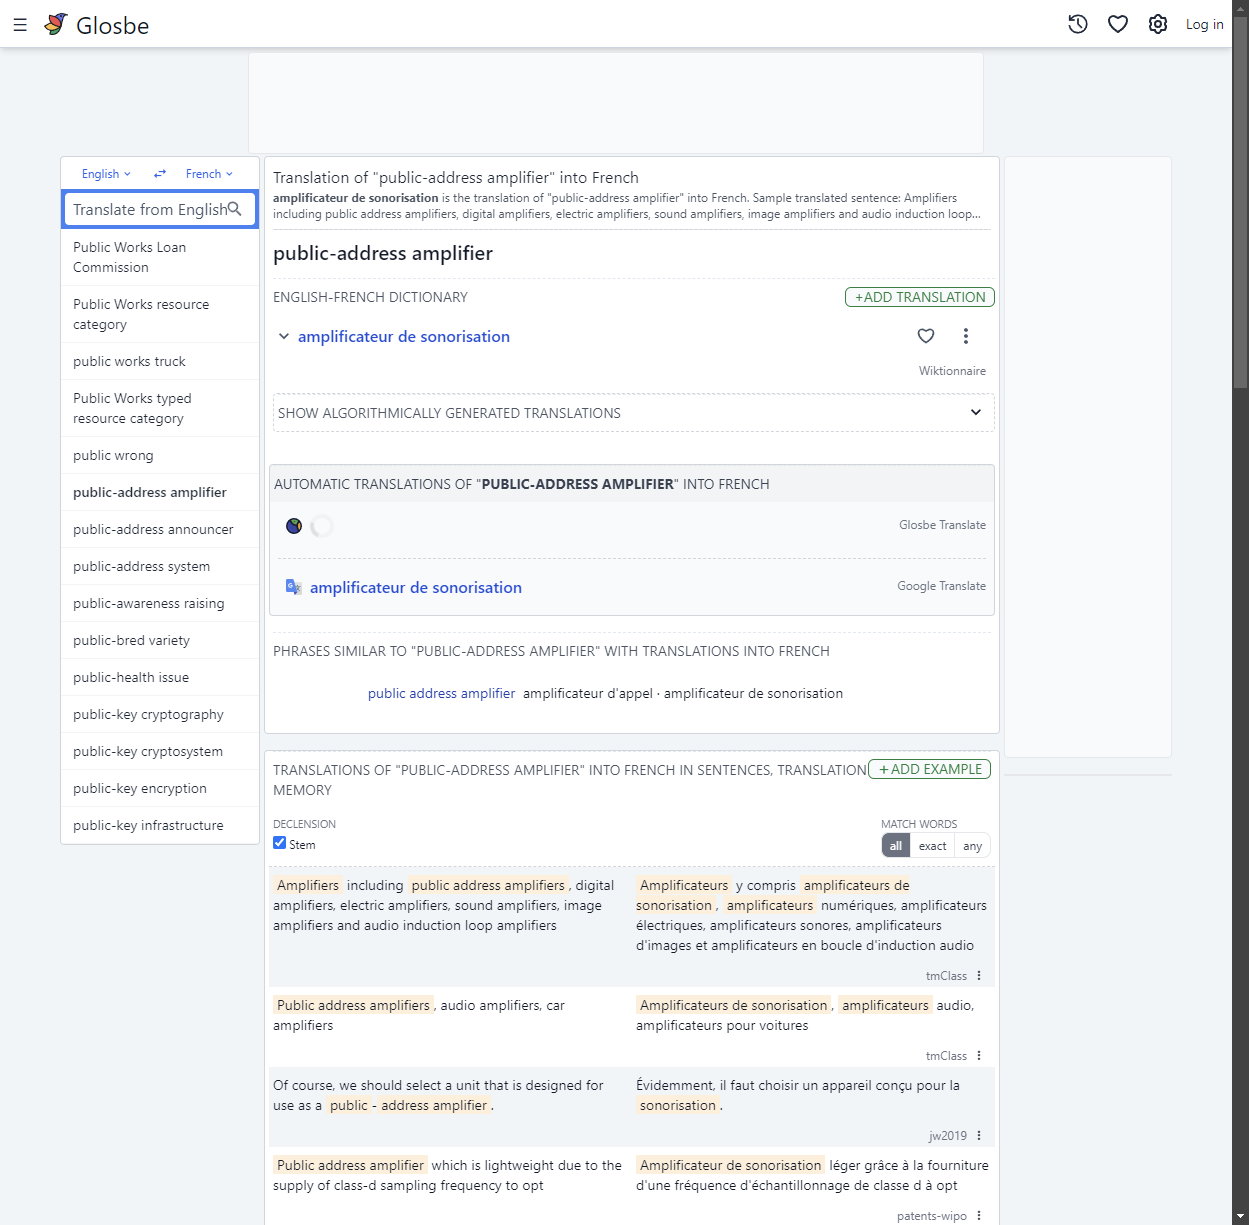 Glosbe
Log in
English
French
Translate from English
Public Works Loan
Commission
Public Works resource
category
public works truck
Public Works typed
resource category
public wrong
public-address amplifier
public-address announcer
public-address system
public-awareness raising
public-bred variety
public-health issue
public-key cryptography
public-key cryptosystem
public-key encryption
public-key infrastructure
Translation of "public-address amplifier" into French
amplificateur de sonorisation is the translation of "public-address amplifier" into French. Sample translated sentence: Amplifiers
including public address amplifiers, digital amplifiers, electric amplifiers, sound amplifiers, image amplifiers and audio induction loop...
public-address amplifier
ENGLISH-FRENCH DICTIONARY
+ADD TRANSLATION
amplificateur de sonorisation
Wiktionnaire
SHOW ALGORITHMICALLY GENERATED TRANSLATIONS
AUTOMATIC TRANSLATIONS OF "PUBLIC-ADDRESS AMPLIFIER" INTO FRENCH
Glosbe Translate
amplificateur de sonorisation
Google Translate
PHRASES SIMILAR TO "PUBLIC-ADDRESS AMPLIFIER" WITH TRANSLATIONS INTO FRENCH
public address amplifier amplificateur d'appel · amplificateur de sonorisation
TRANSLATIONS OF "PUBLIC-ADDRESS AMPLIFIER" INTO FRENCH IN SENTENCES, TRANSLATION
MEMORY
+ADD EXAMPLE
DECLENSION
Stem
MATCH WORDS
all exact any
Amplifiers including public address amplifiers, digital
amplifiers, electric amplifiers, sound amplifiers, image
amplifiers and audio induction loop amplifiers
Amplificateurs y compris amplificateurs de
sonorisation, amplificateurs numériques, amplificateurs
électriques, amplificateurs sonores, amplificateurs
d'images et amplificateurs en boucle d'induction audio
tmClass
Public address amplifiers, audio amplifiers, car
amplifiers
Amplificateurs de sonorisation, amplificateurs audio,
amplificateurs pour voitures
tmClass
Of course, we should select a unit that is designed for
use as a public-address amplifier.
Évidemment, il faut choisir un appareil conçu pour la
sonorisation.
jw2019
Public address amplifier which is lightweight due to the
supply of class-d sampling frequency to opt
Amplificateur de sonorisation léger grâce à la fourniture
d'une fréquence d'échantillonnage de classe d à opt
patents-wipo